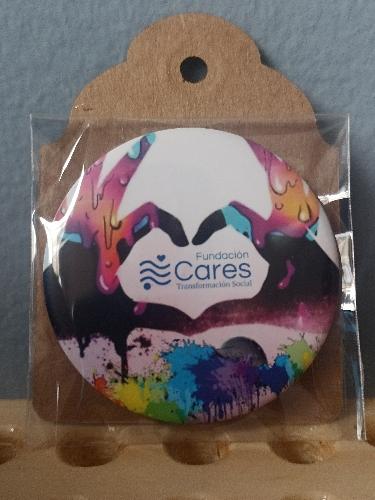 Fundación
Cares
Transformación Social